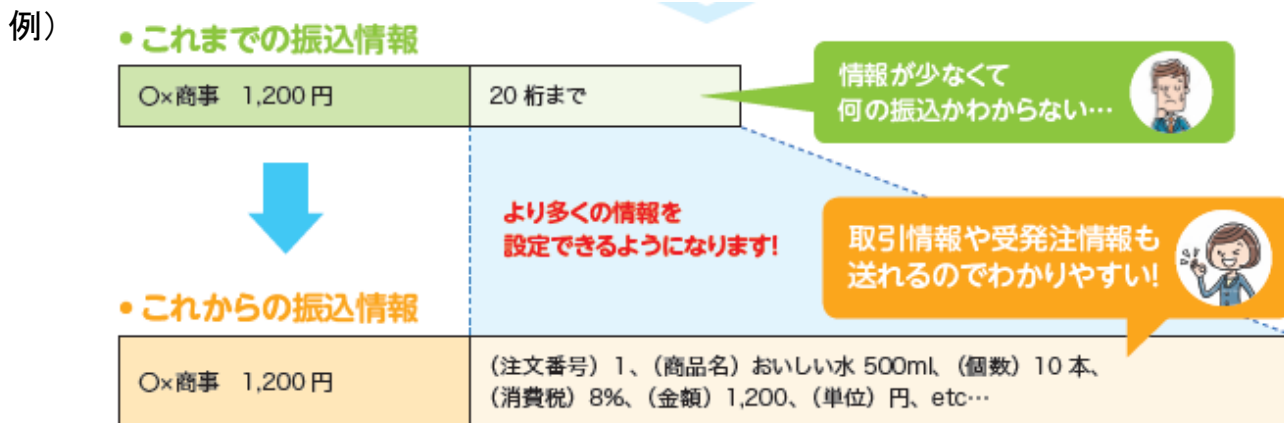 例）
•これまでの振込情報
○×商事　1,200円
20桁まで
情報が少なくて
何の振込かわからない…
より多くの情報を
設定できるようになります!
取引情報や受発注情報も
送れるのでわかりやすい!
•これからの振込情報
○×商事　1,200円
（注文番号）1、（商品名）おいしい水 500ml、（個数）10本、
（消費税）8%、（金額）1,200、（単位）円、etc…